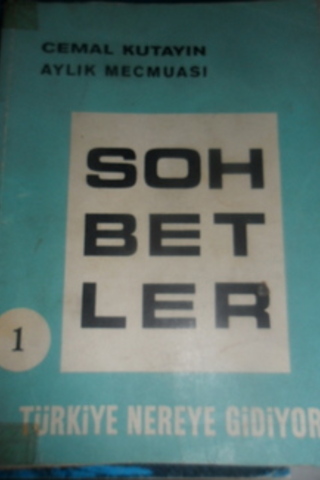 CEMAL KUTAYIN
AYLIK MECMUASI
SOH
BET
LER
1
TÜRKİYE NEREYE GİDİYOR